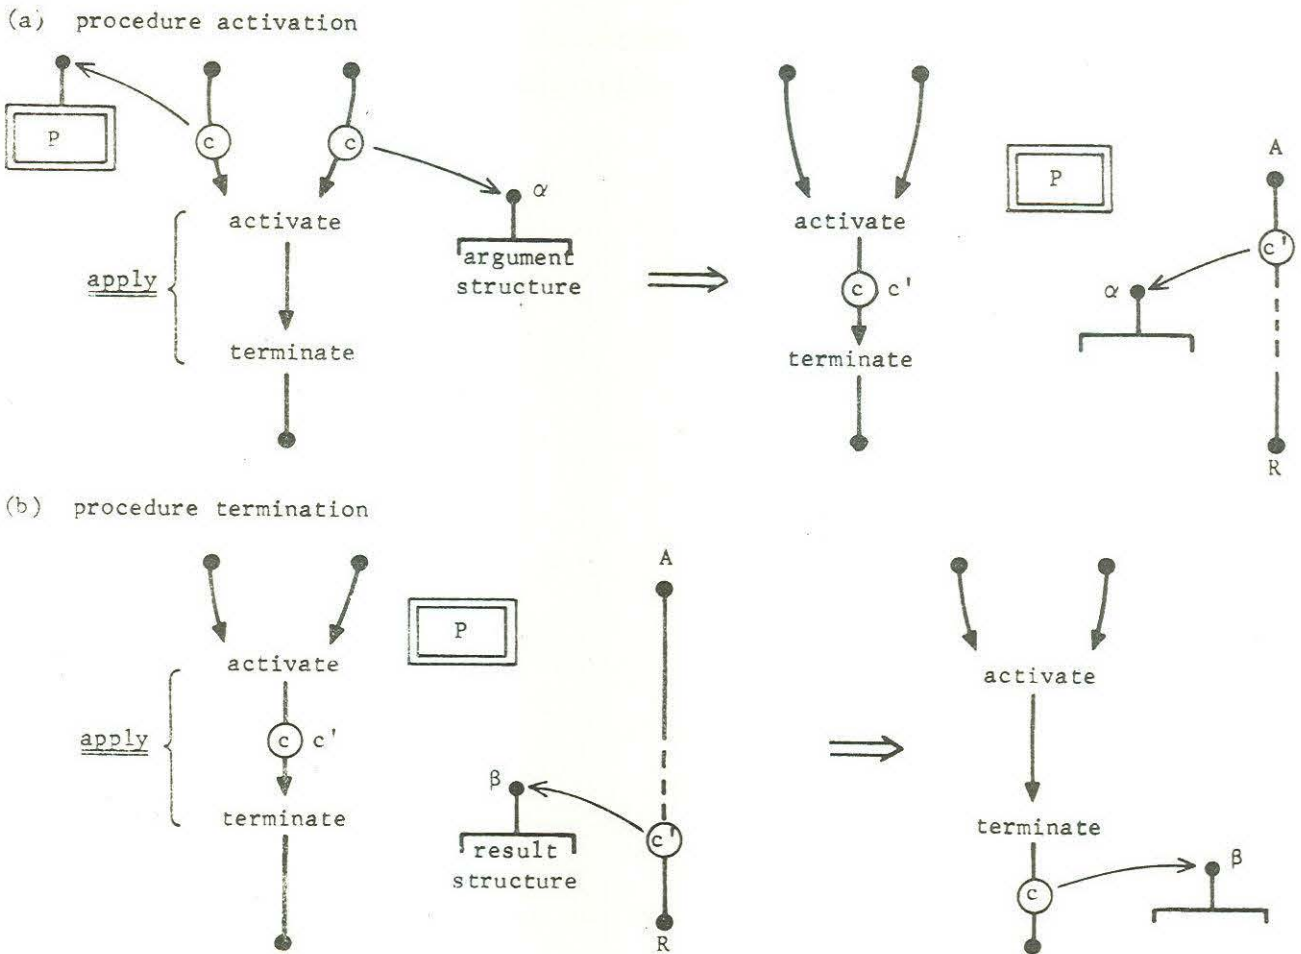 (a) procedure activation
P
c
c
α
activate
argument
structure
apply
terminate
activate
c c'
terminate
P
A
c'
α
R
(b) procedure termination
activate
P
A
apply
c c'
β
terminate
result
structure
c'
R
activate
terminate
c
β